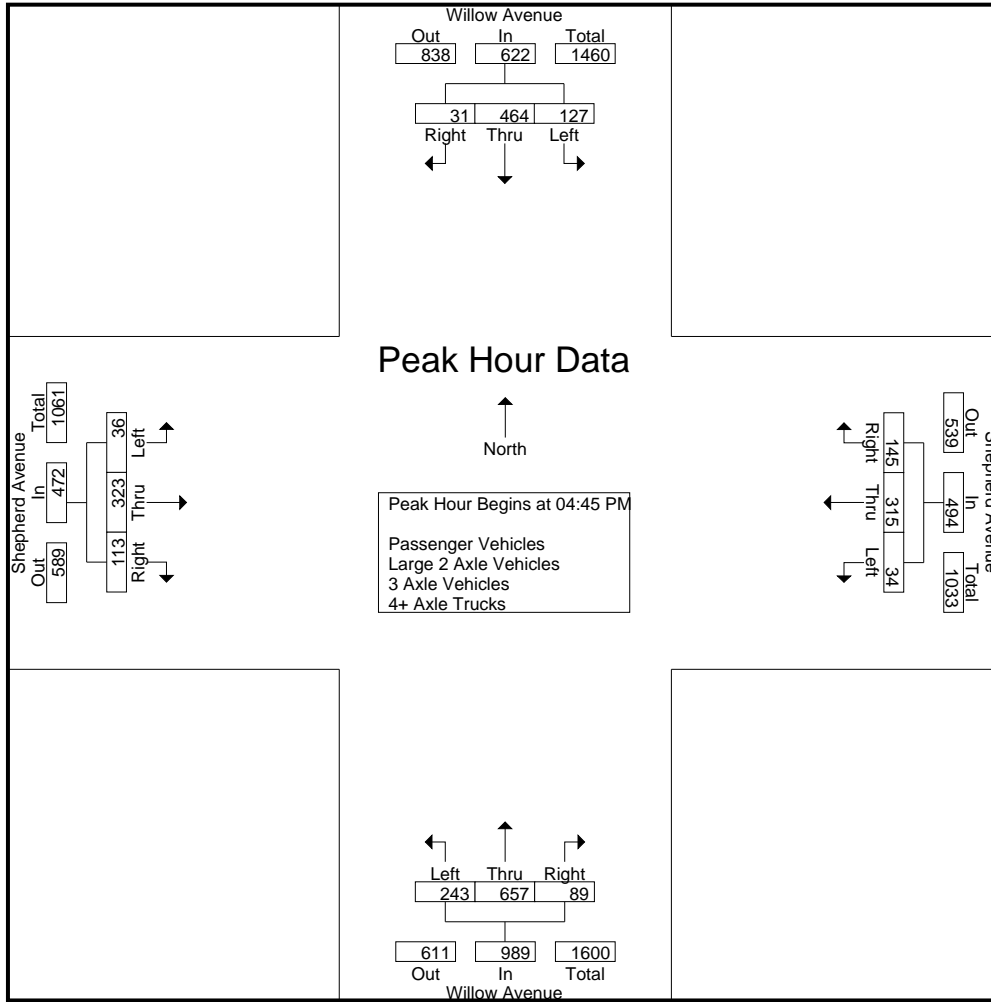 Willow Avenue
Out In Total
838 622 1460
31 464 127
Right Thru Left
Peak Hour Data
North
Peak Hour Begins at 04:45 PM
Passenger Vehicles
Large 2 Axle Vehicles
3 Axle Vehicles
4+ Axle Trucks
Shepherd Avenue
Out In Total
589 472 1061
113 323 36
Right Thru Left
Shepherd Avenue
Out In Total
539 494 1033
145 315 34
Right Thru Left
Left Thru Right
243 657 89
611 989 1600
Out In Total
Willow Avenue